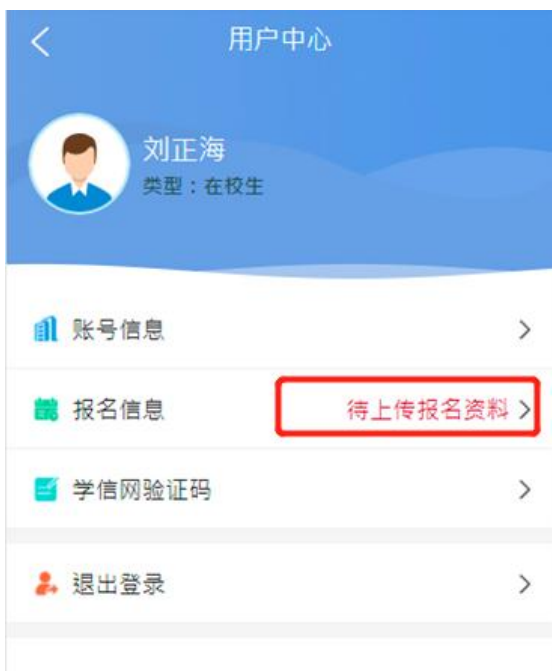 用户中心
刘正海
类型：在校生
账号信息
报名信息 待上传报名资料
学信网验证码
退出登录